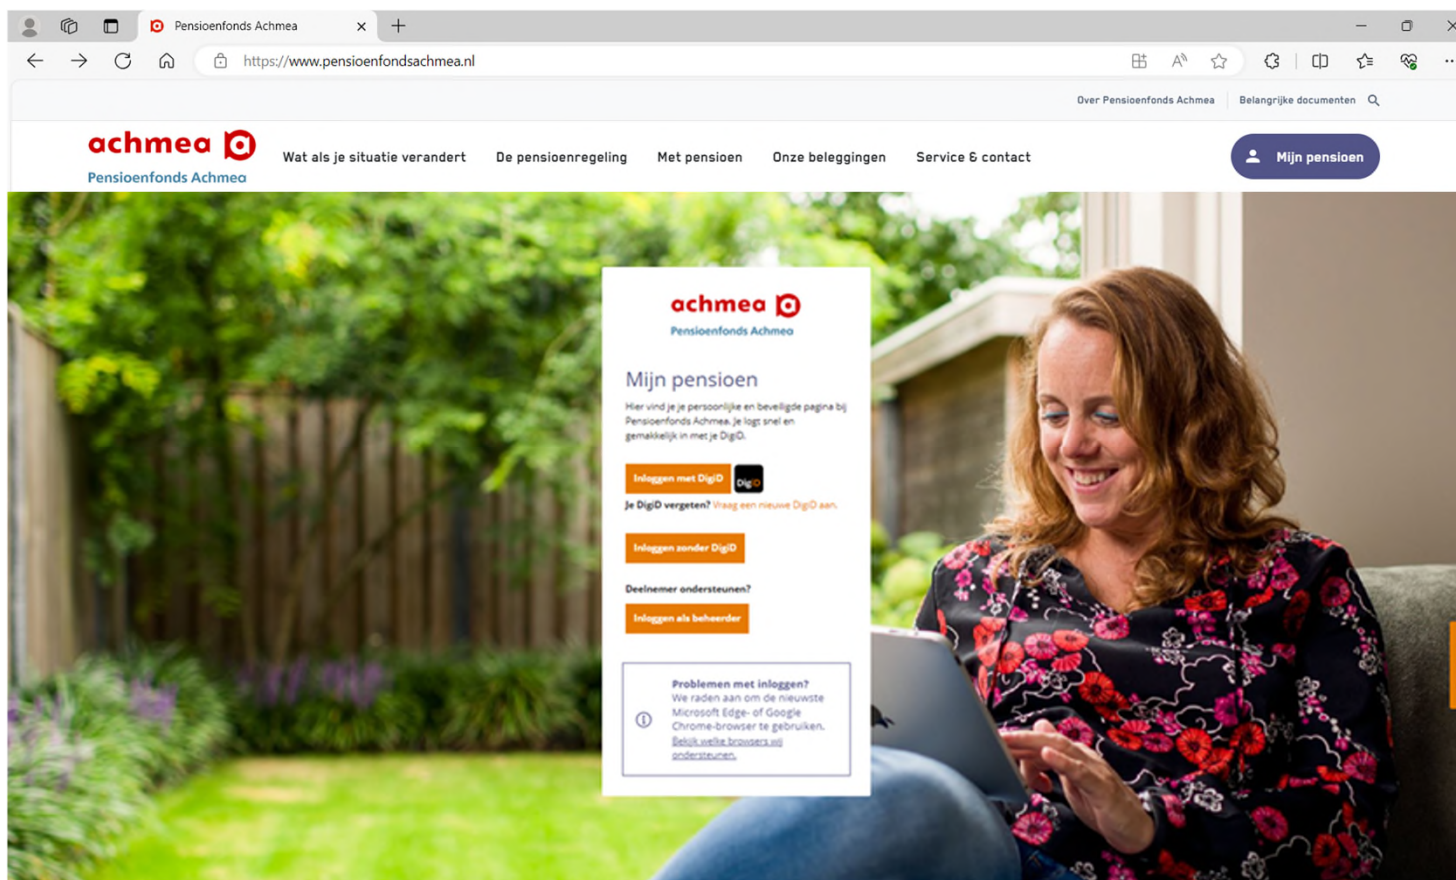 Pensioenfonds Achmea
https://www.pensioenfondsachmea.nl
Over Pensioenfonds Achmea
Belangrijke documenten
achmea
Pensioenfonds Achmea
Wat als je situatie verandert
De pensioenregeling
Met pensioen
Onze beleggingen
Service & contact
Mijn pensioen
achmea
Pensioenfonds Achmea
Mijn pensioen
Hier vind je je persoonlijke en beveiligde pagina bij
Pensioenfonds Achmea. Je logt snel en
gemakkelijk in met je DigiD.
Inloggen met DigiD
DigiD
Je DigiD vergeten? Vraag een nieuwe DigiD aan.
Inloggen zonder DigiD
Deelnemer ondersteunen?
Inloggen als beheerder
Problemen met inloggen?
We raden aan om de nieuwste
Microsoft Edge- of Google
Chrome-browser te gebruiken.
Bekijk welke browsers wij
ondersteunen.